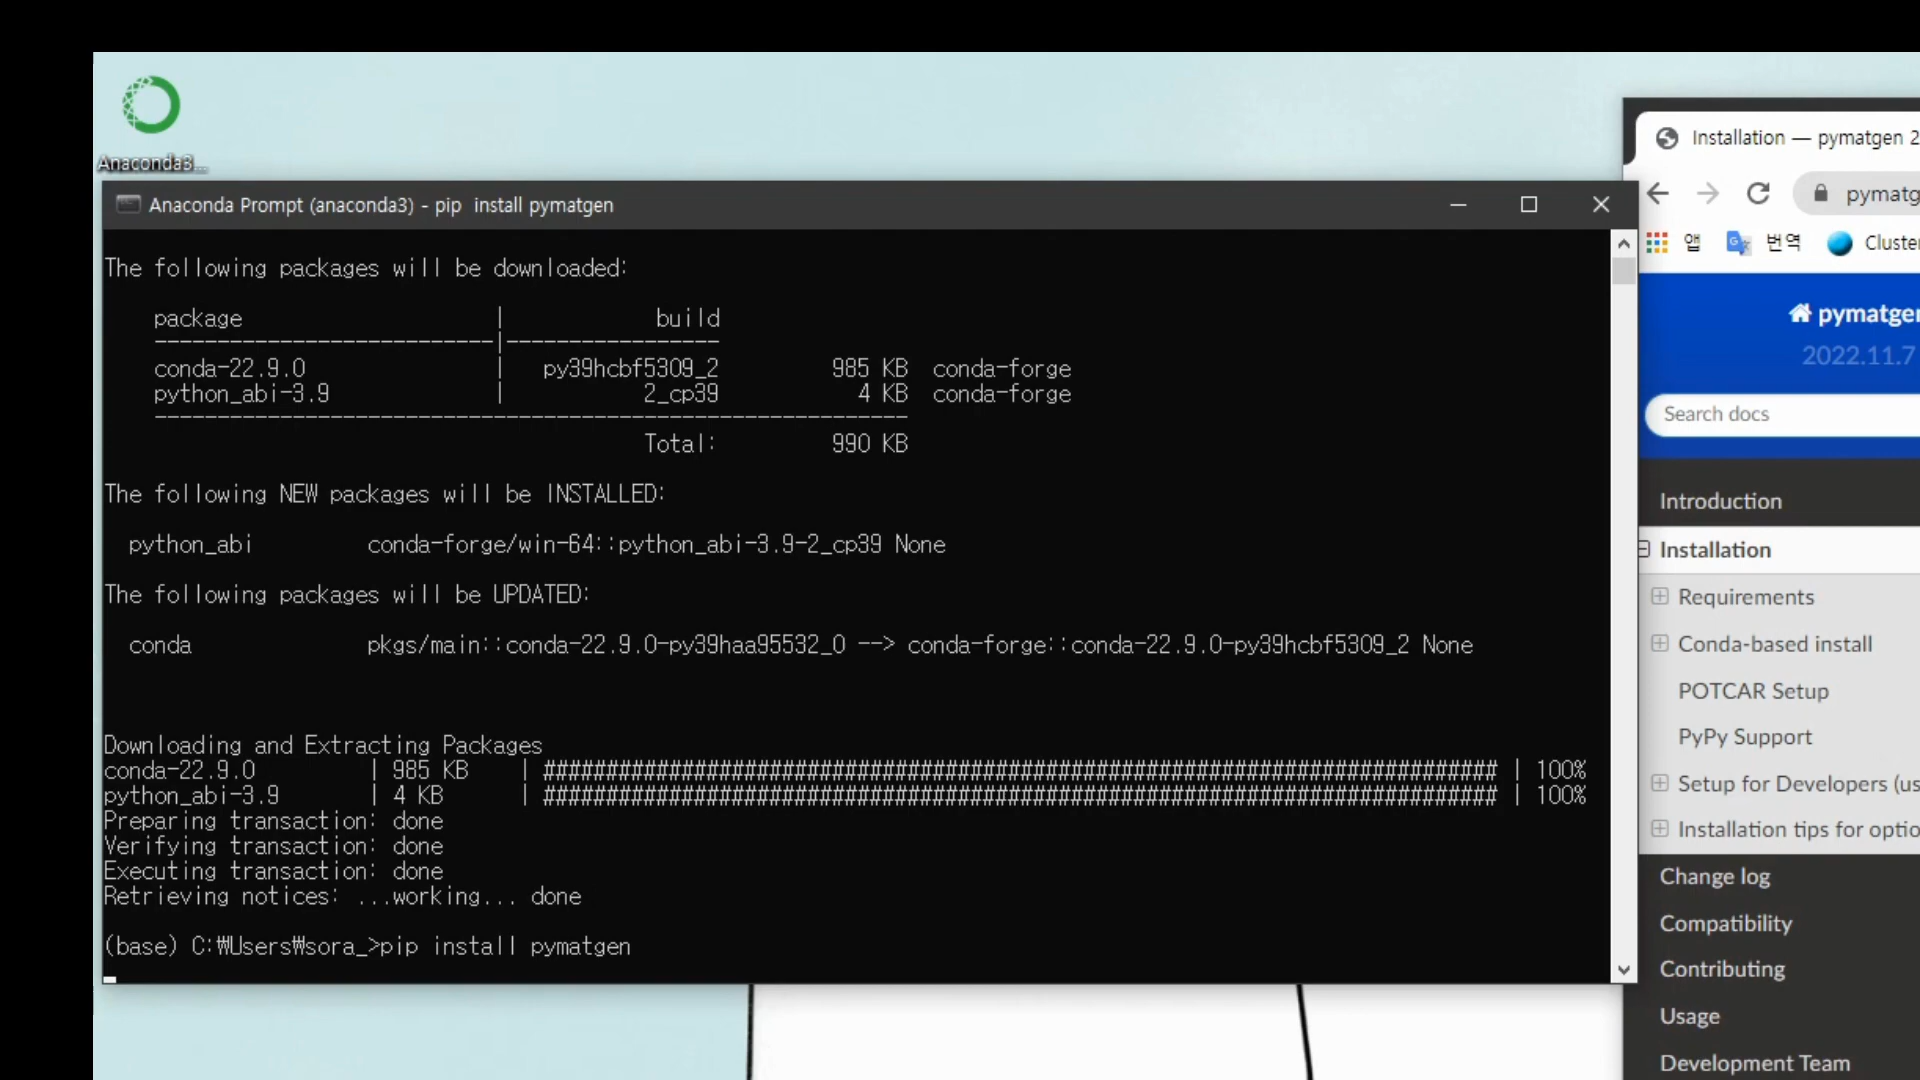 Anaconda3...
Anaconda Prompt (anaconda3) - pip  install pymatgen
The following packages will be downloaded:
package | build
---------------------------|-----------------
conda-22.9.0 | py39hcbf5309_2 985 KB conda-forge
python_abi-3.9 | 2_cp39 4 KB conda-forge
------------------------------------------------------------
Total: 990 KB
The following NEW packages will be INSTALLED:
python_abi conda-forge/win-64::python_abi-3.9-2_cp39 None
The following packages will be UPDATED:
conda pkgs/main::conda-22.9.0-py39haa95532_0 --> conda-forge::conda-22.9.0-py39hcbf5309_2 None
Downloading and Extracting Packages
conda-22.9.0 | 985 KB | ############################################################################ | 100%
python_abi-3.9 | 4 KB | ############################################################################ | 100%
Preparing transaction: done
Verifying transaction: done
Executing transaction: done
Retrieving notices: ...working... done
(base) C:₩Users₩sora_>pip install pymatgen
Installation — pymatgen 2
pymatg
앱 번역 Cluste
pymatgen
2022.11.7
Search docs
Introduction
Installation
Requirements
Conda-based install
POTCAR Setup
PyPy Support
Setup for Developers (us
Installation tips for optio
Change log
Compatibility
Contributing
Usage
Development Team